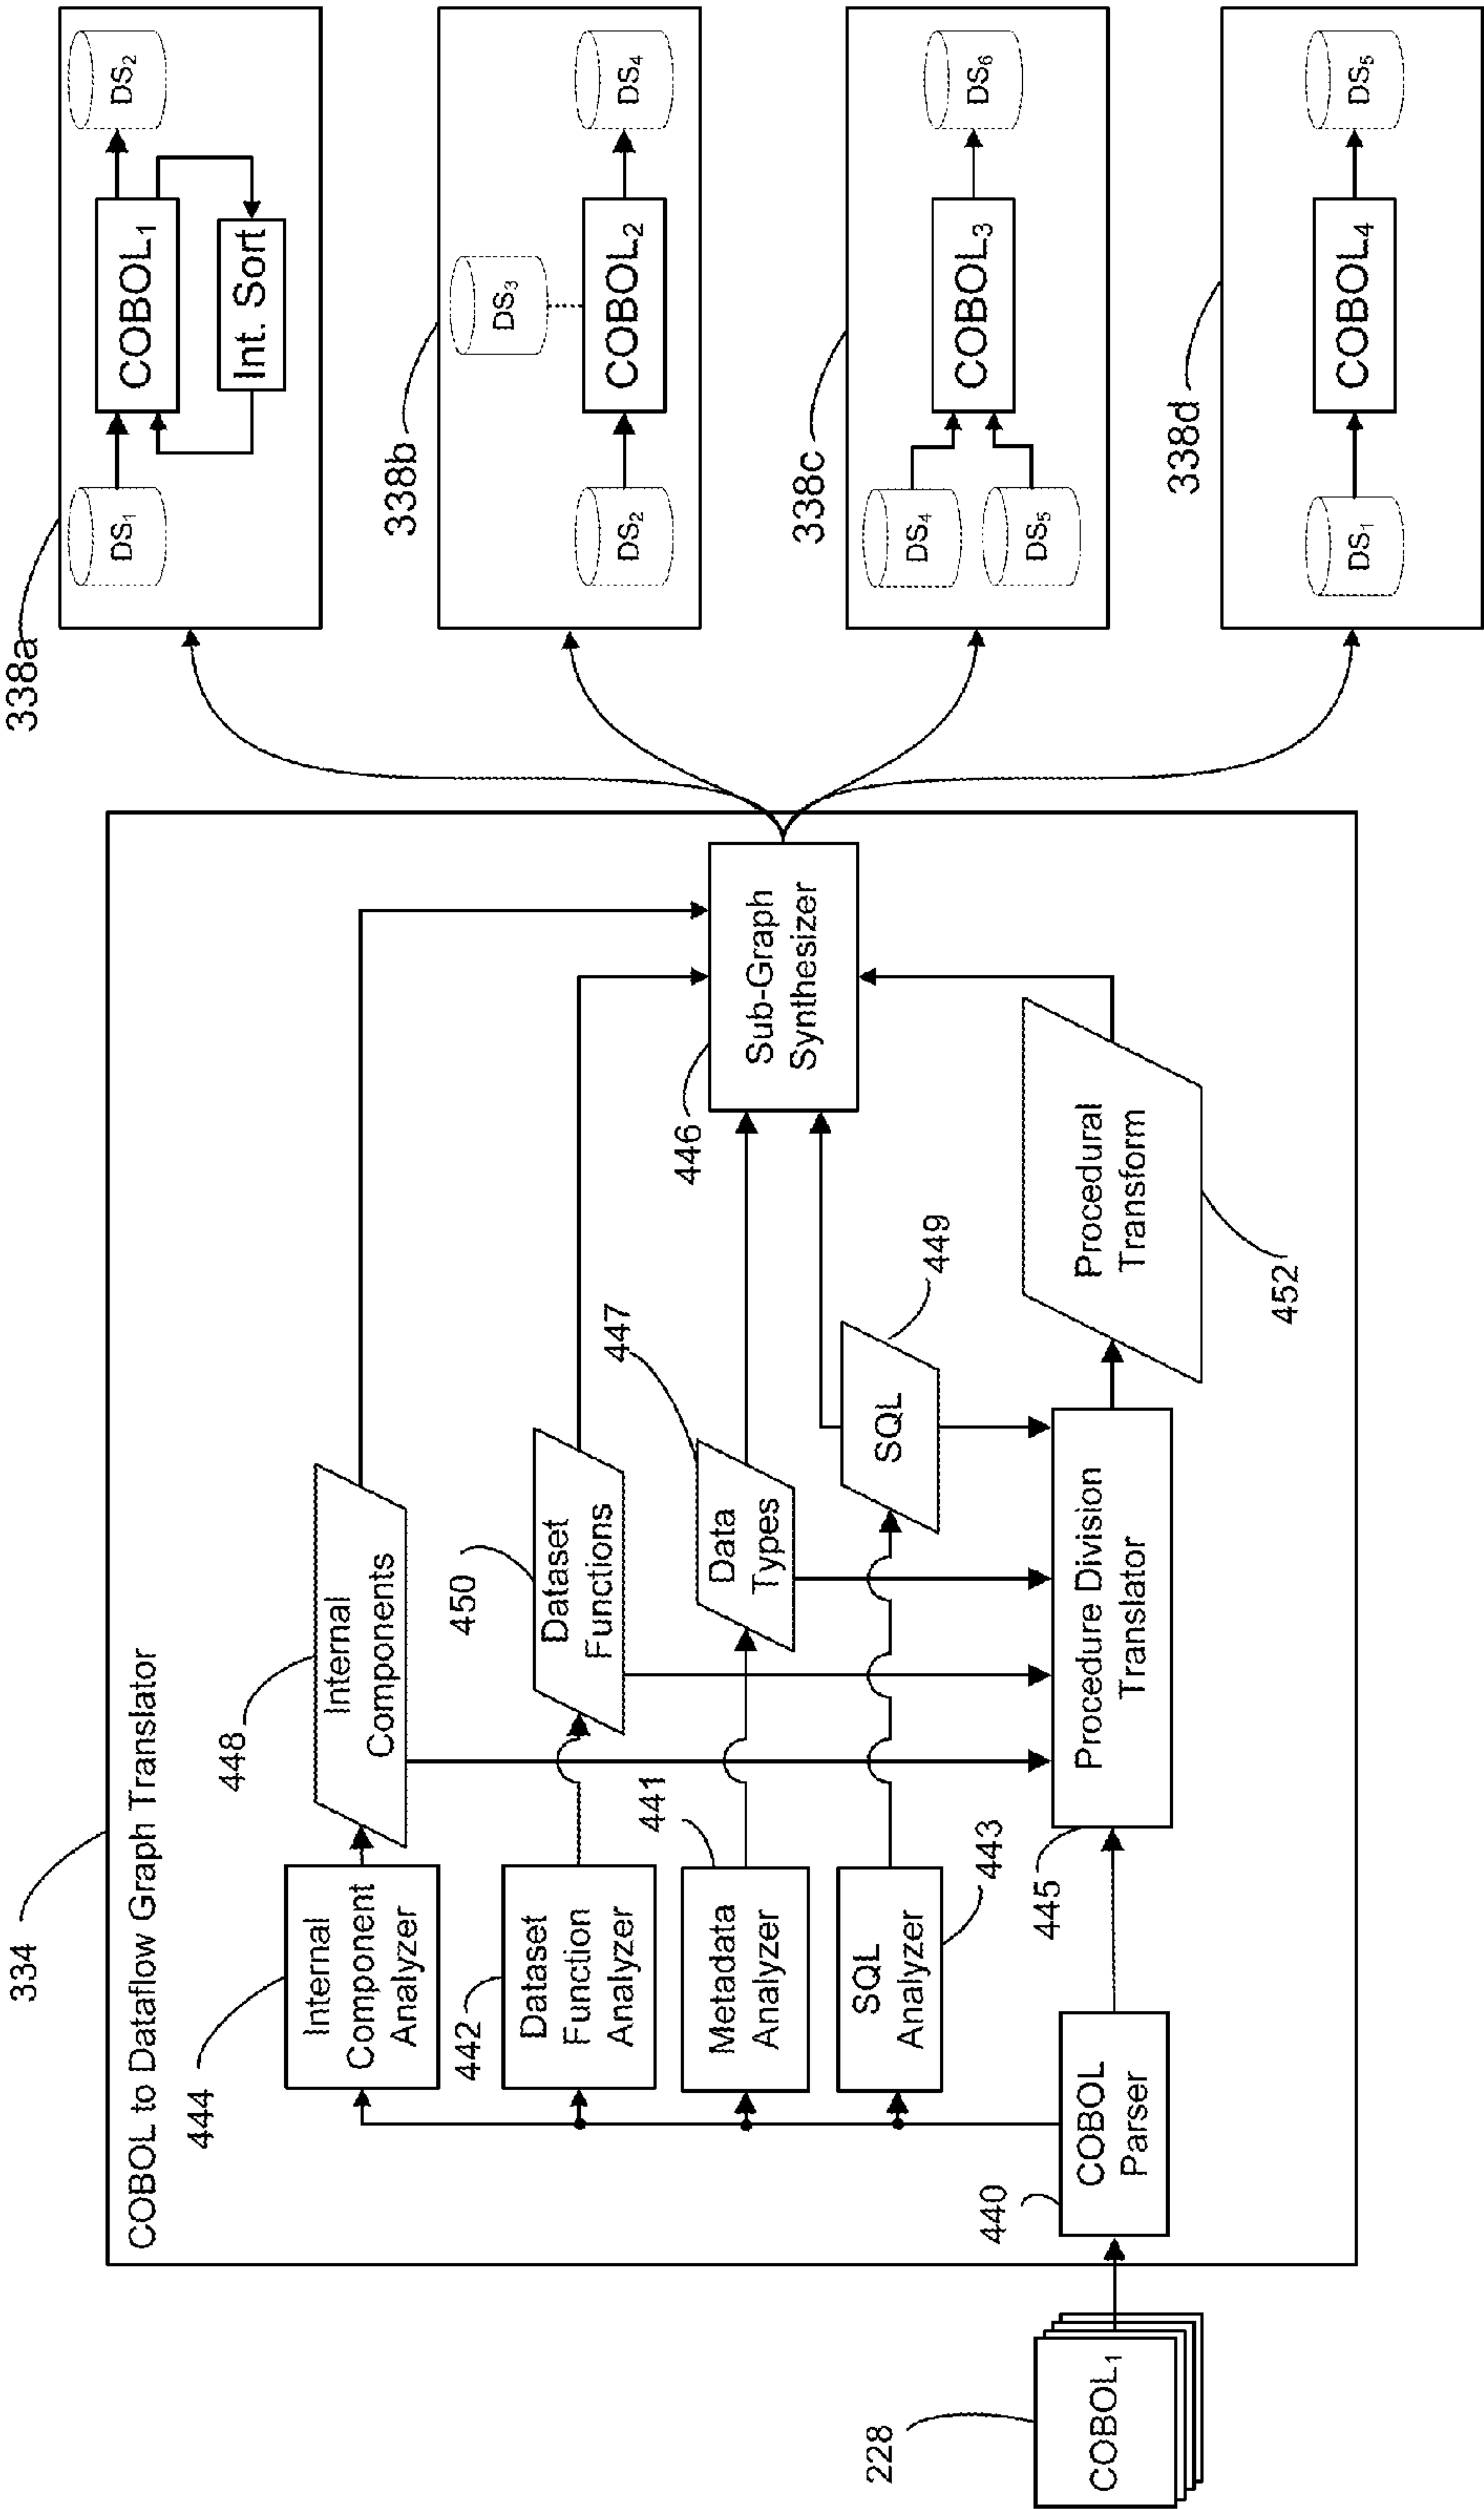 334
COBOL to Dataflow Graph Translator
228
COBOL₁
440
COBOL
Parser
444
Internal
Component
Analyzer
442
Dataset
Function
Analyzer
441
Metadata
Analyzer
443
SQL
Analyzer
448
Internal
Components
450
Dataset
Functions
447
Data
Types
449
SQL
445
Procedure Division
Translator
452
Procedural
Transform
446
Sub-Graph
Synthesizer
338a
DS₁
COBOL₁
Int. Sort
DS₂
338b
DS₂
DS₃
COBOL₂
DS₄
338c
DS₄
DS₅
COBOL₃
DS₆
338d
DS₁
COBOL₄
DS₅